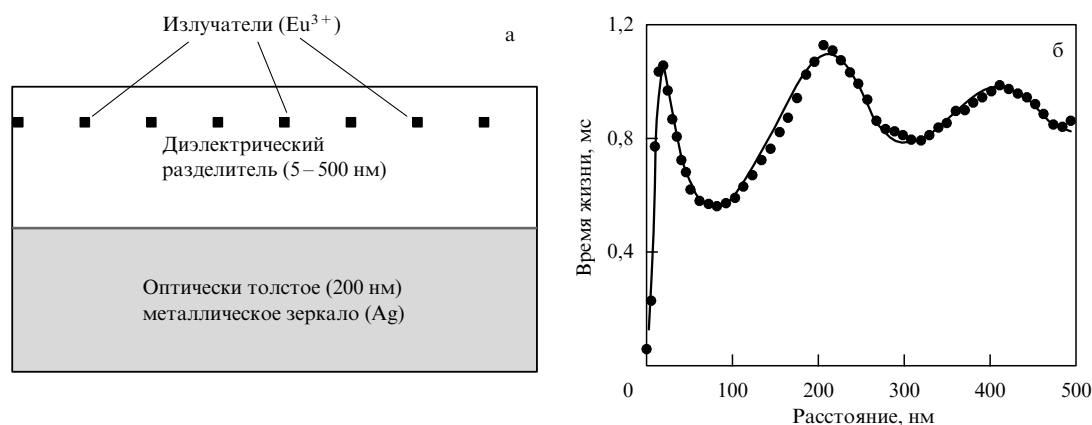 Излучатели (Eu³⁺)
а
Диэлектрический
разделитель (5–500 нм)
Оптически толстое (200 нм)
металлическое зеркало (Ag)
б
Время жизни, мс
1,2
0,8
0,4
0
100
200
300
400
500
Расстояние, нм